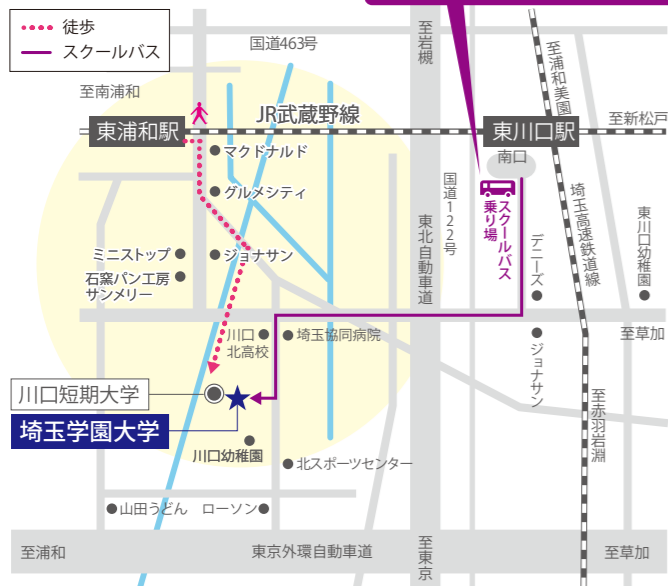 徒歩
スクールバス
国道463号
至岩槻
至浦和美園
至南浦和
JR武蔵野線
至新松戸
東浦和駅
東川口駅
南口
マクドナルド
グルメシティ
国道122号
スクールバス
乗り場
埼玉高速鉄道線
東川口幼稚園
東北自動車道
デニーズ
ミニストップ
ジョナサン
石窯パン工房
サンメリー
川口
北高校
埼玉協同病院
ジョナサン
至草加
川口短期大学
埼玉学園大学
至赤羽岩淵
川口幼稚園
北スポーツセンター
山田うどん
ローソン
至浦和
東京外環自動車道
至東京
至草加